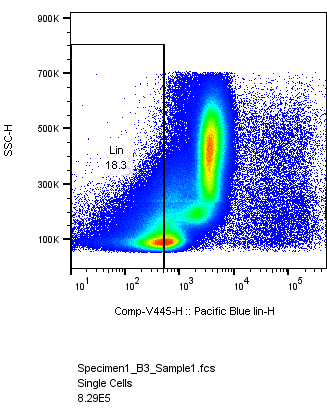 900K
700K
SSC-H
500K
Lin
18.3
300K
100K
10^1 10^2 10^3 10^4 10^5
Comp-V445-H :: Pacific Blue lin-H
Specimen1_B3_Sample1.fcs
Single Cells
8.29E5